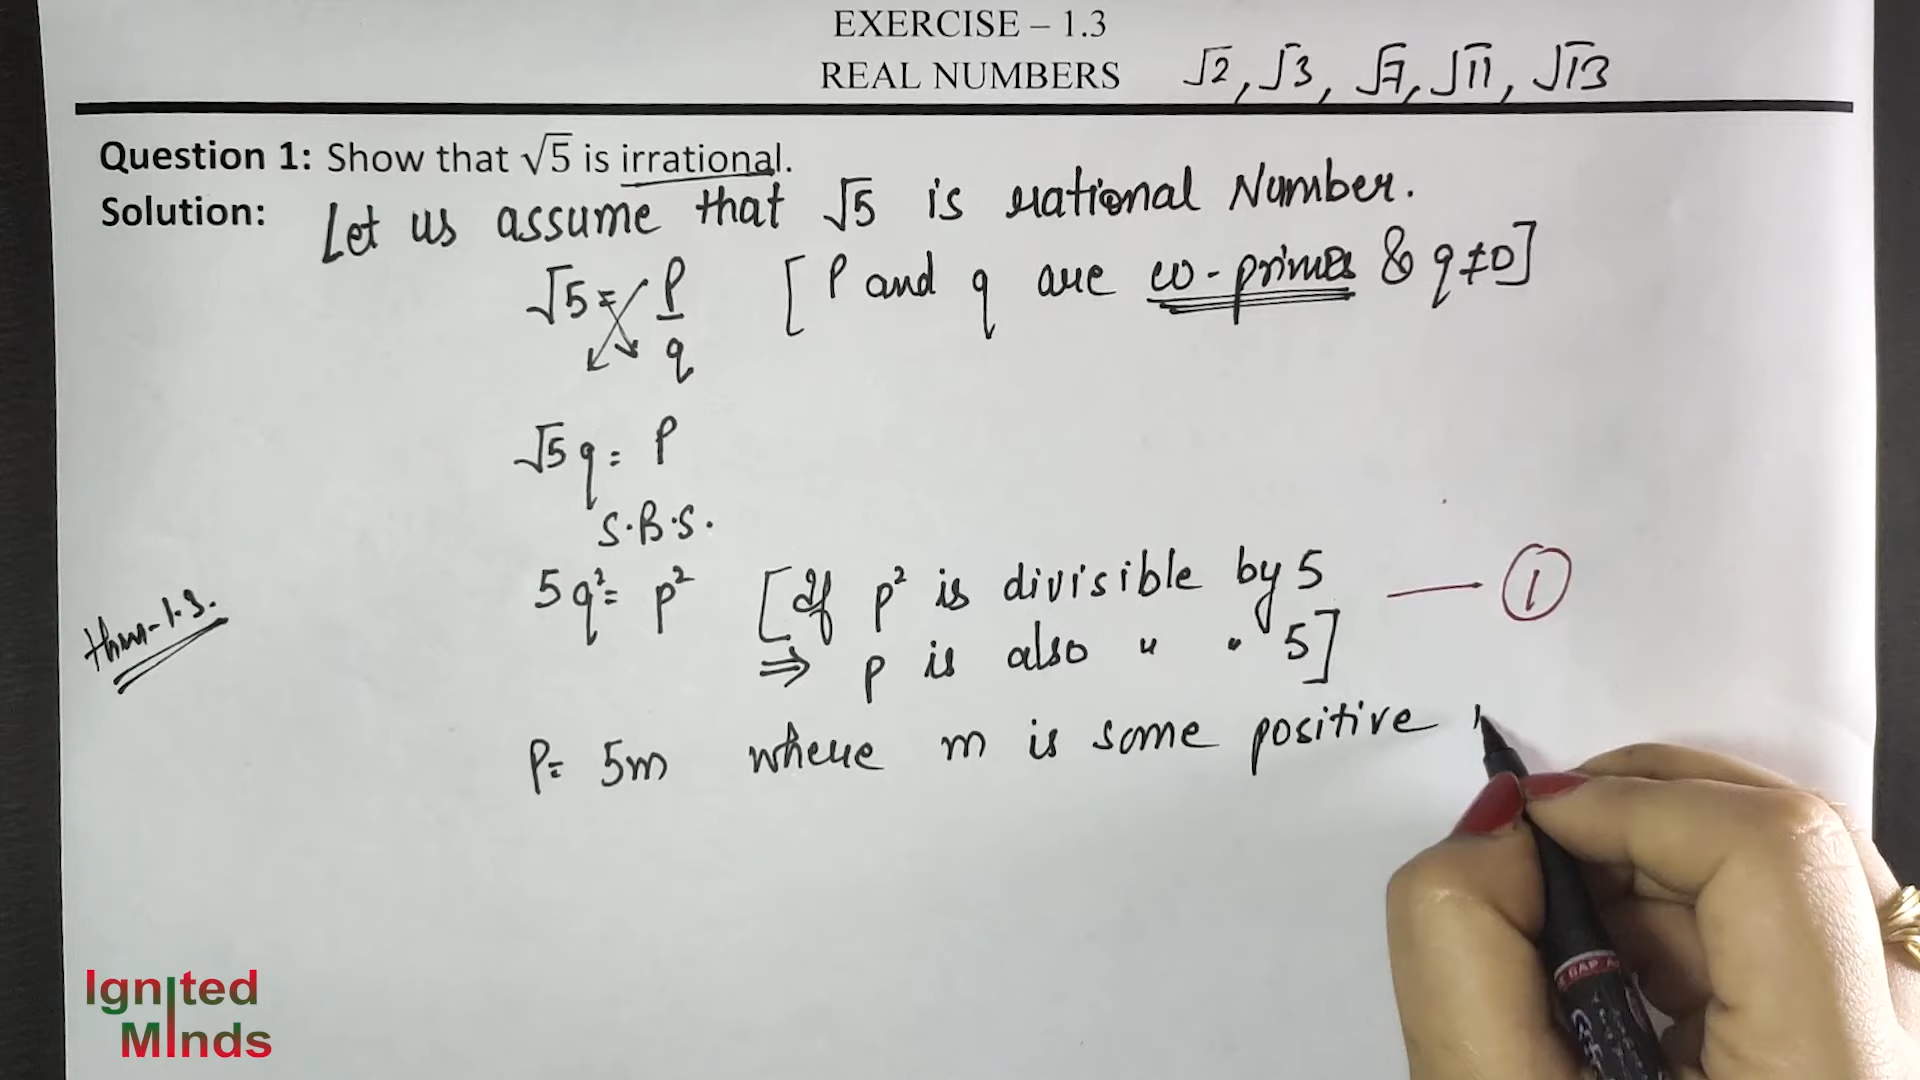 EXERCISE – 1.3
REAL NUMBERS √2, √3, √7, √11, √13
Question 1: Show that √5 is irrational.
Solution: Let us assume that √5 is rational Number.
√5 = P/q [P and q are co-primes & q≠0]
√5q = P
S.B.S.
5q² = p² [If p² is divisible by 5 — 1
⇒ p is also " " 5]
Thm-1.3.
P = 5m where m is some positive
Ignited
Minds